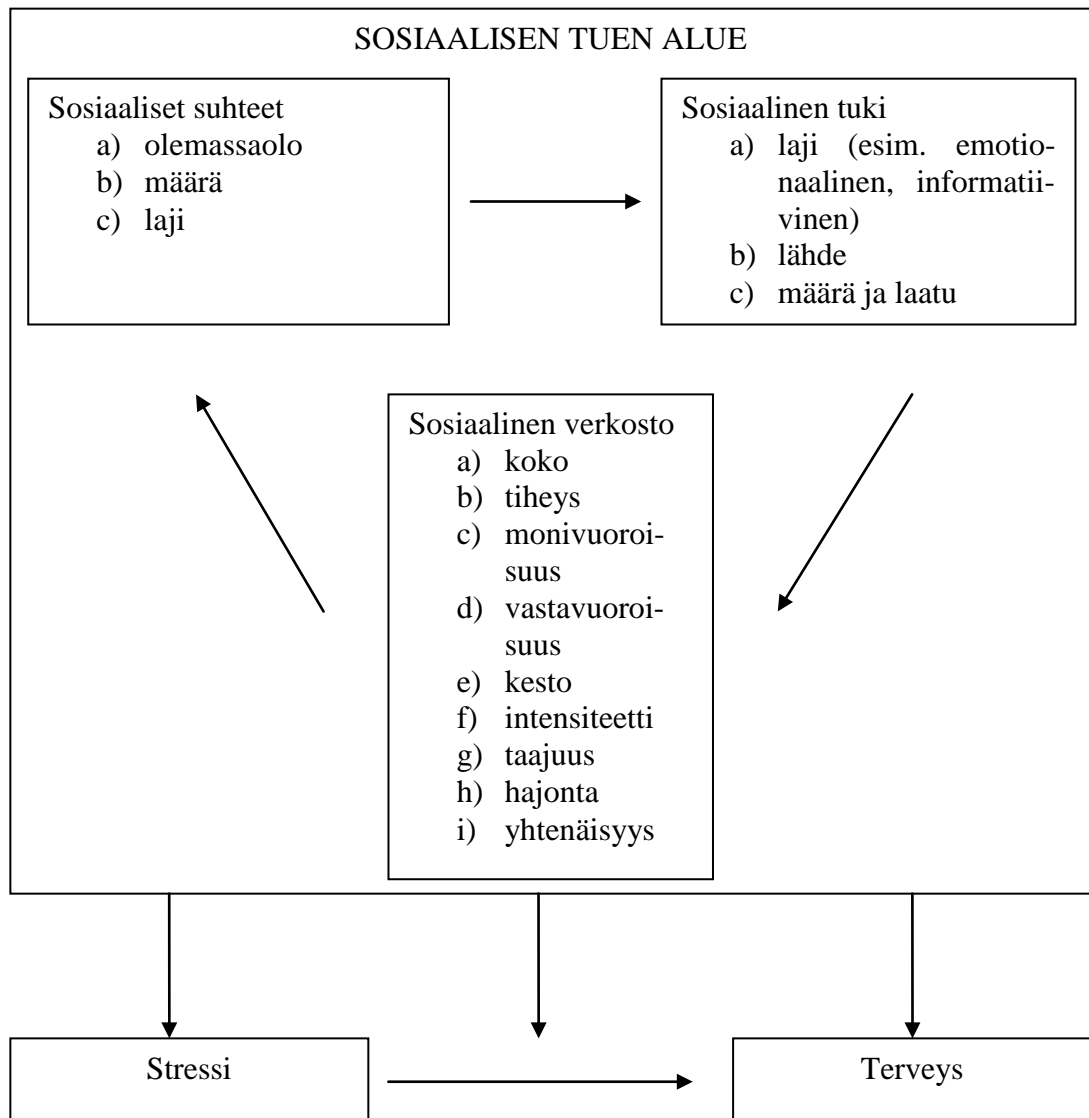 SOSIAALISEN TUEN ALUE
Sosiaaliset suhteet
a) olemassaolo
b) määrä
c) laji
Sosiaalinen tuki
a) laji (esim. emotio-
naalinen, informatii-
vinen)
b) lähde
c) määrä ja laatu
Sosiaalinen verkosto
a) koko
b) tiheys
c) monivuoroi-
suus
d) vastavuoroi-
suus
e) kesto
f) intensiteetti
g) taajuus
h) hajonta
i) yhtenäisyys
Stressi
Terveys